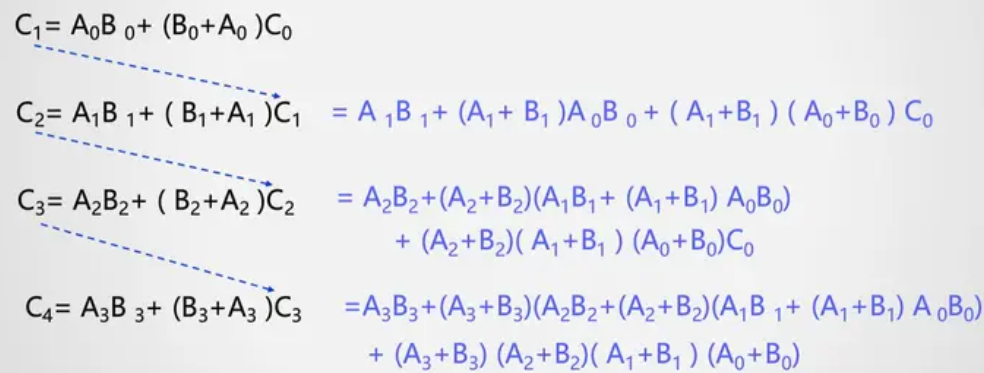 C₁= A₀B ₀+ (B₀+A₀ )C₀
C₂= A₁B ₁+ ( B₁+A₁ )C₁ = A ₁B ₁+ (A₁+ B₁ )A ₀B ₀ + ( A₁+B₁ ) ( A₀+B₀ ) C₀
C₃= A₂B₂+ ( B₂+A₂ )C₂ = A₂B₂+(A₂+B₂)(A₁B₁+ (A₁+B₁) A₀B₀)
+ (A₂+B₂)( A₁+B₁ ) (A₀+B₀)C₀
C₄= A₃B ₃+ (B₃+A₃ )C₃ =A₃B₃+(A₃+B₃)(A₂B₂+(A₂+B₂)(A₁B ₁+ (A₁+B₁) A ₀B₀)
+ (A₃+B₃) (A₂+B₂)( A₁+B₁ ) (A₀+B₀)